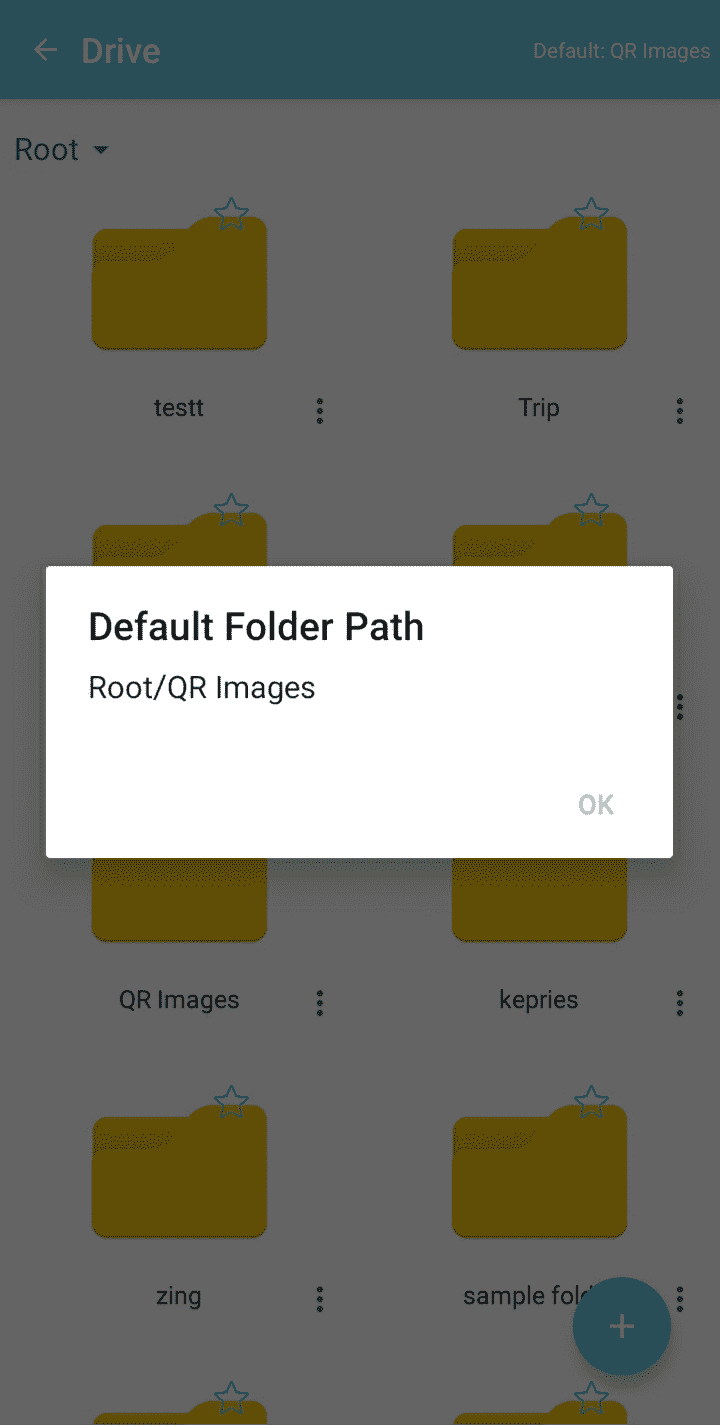 Drive
Default: QR Images
Root
testt
Trip
Default Folder Path
Root/QR Images
OK
QR Images
kepries
zing
sample fol